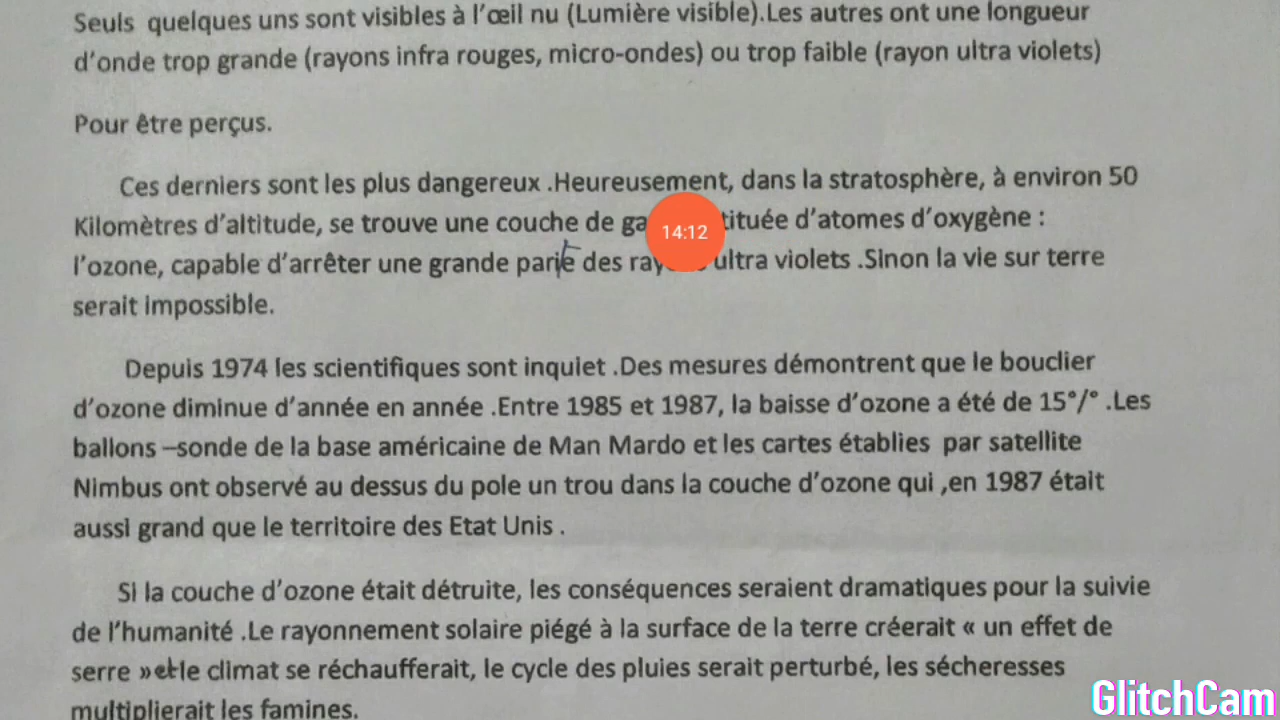 Seuls quelques uns sont visibles à l'œil nu (Lumière visible).Les autres ont une longueur
d'onde trop grande (rayons infra rouges, micro-ondes) ou trop faible (rayon ultra violets)
Pour être perçus.
Ces derniers sont les plus dangereux .Heureusement, dans la stratosphère, à environ 50
Kilomètres d'altitude, se trouve une couche de 14:12 d'atomes d'oxygène :
l'ozone, capable d'arrêter une grande partie des ultra violets .Sinon la vie sur terre
serait impossible.
Depuis 1974 les scientifiques sont inquiet .Des mesures démontrent que le bouclier
d'ozone diminue d'année en année .Entre 1985 et 1987, la baisse d'ozone a été de 15°/° .Les
ballons –sonde de la base américaine de Man Mardo et les cartes établies par satellite
Nimbus ont observé au dessus du pole un trou dans la couche d'ozone qui ,en 1987 était
aussi grand que le territoire des Etat Unis .
Si la couche d'ozone était détruite, les conséquences seraient dramatiques pour la suivie
de l'humanité .Le rayonnement solaire piégé à la surface de la terre créerait « un effet de
serre » et le climat se réchaufferait, le cycle des pluies serait perturbé, les sécheresses
multiplierait les famines.
GlitchCam